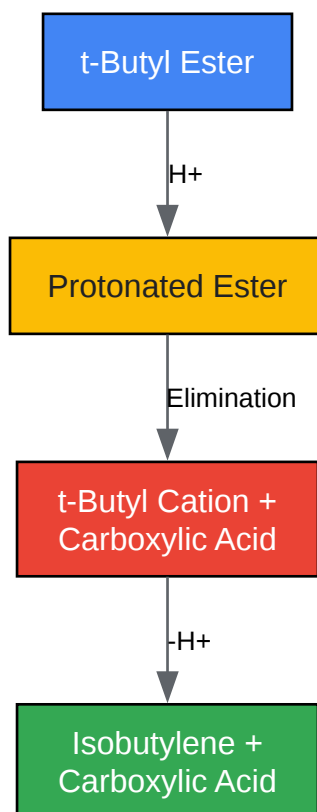 t-Butyl Ester
H+
Protonated Ester
Elimination
t-Butyl Cation +
Carboxylic Acid
-H+
Isobutylene +
Carboxylic Acid